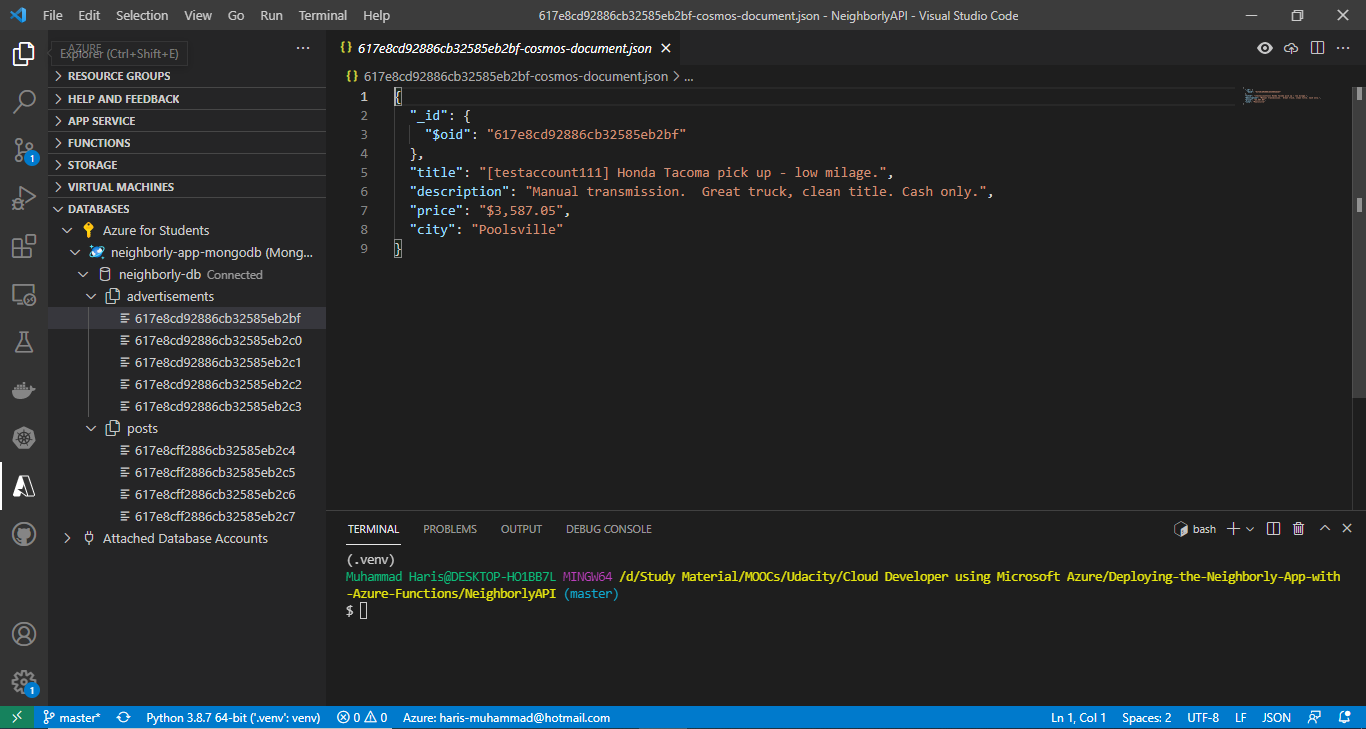 File Edit Selection View Go Run Terminal Help
617e8cd92886cb32585eb2bf-cosmos-document.json - NeighborlyAPI - Visual Studio Code
AZURE
Explorer (Ctrl+Shift+E)
RESOURCE GROUPS
HELP AND FEEDBACK
APP SERVICE
FUNCTIONS
STORAGE
VIRTUAL MACHINES
DATABASES
Azure for Students
neighborly-app-mongodb (Mong...
neighborly-db Connected
advertisements
617e8cd92886cb32585eb2bf
617e8cd92886cb32585eb2c0
617e8cd92886cb32585eb2c1
617e8cd92886cb32585eb2c2
617e8cd92886cb32585eb2c3
posts
617e8cff2886cb32585eb2c4
617e8cff2886cb32585eb2c5
617e8cff2886cb32585eb2c6
617e8cff2886cb32585eb2c7
Attached Database Accounts
1
1
{} 617e8cd92886cb32585eb2bf-cosmos-document.json
{} 617e8cd92886cb32585eb2bf-cosmos-document.json > ...
1 {
2 "_id": {
3 "$oid": "617e8cd92886cb32585eb2bf"
4 },
5 "title": "[testaccount111] Honda Tacoma pick up - low milage.",
6 "description": "Manual transmission.  Great truck, clean title. Cash only.",
7 "price": "$3,587.05",
8 "city": "Poolsville"
9 }
TERMINAL PROBLEMS OUTPUT DEBUG CONSOLE
bash
(.venv)
Muhammad Haris@DESKTOP-HO1BB7L MINGW64 /d/Study Material/MOOCs/Udacity/Cloud Developer using Microsoft Azure/Deploying-the-Neighborly-App-with
-Azure-Functions/NeighborlyAPI (master)
$
master* Python 3.8.7 64-bit ('.venv': venv) 0 0 Azure: haris-muhammad@hotmail.com Ln 1, Col 1 Spaces: 2 UTF-8 LF JSON